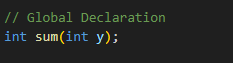 // Global Declaration
int sum(int y);